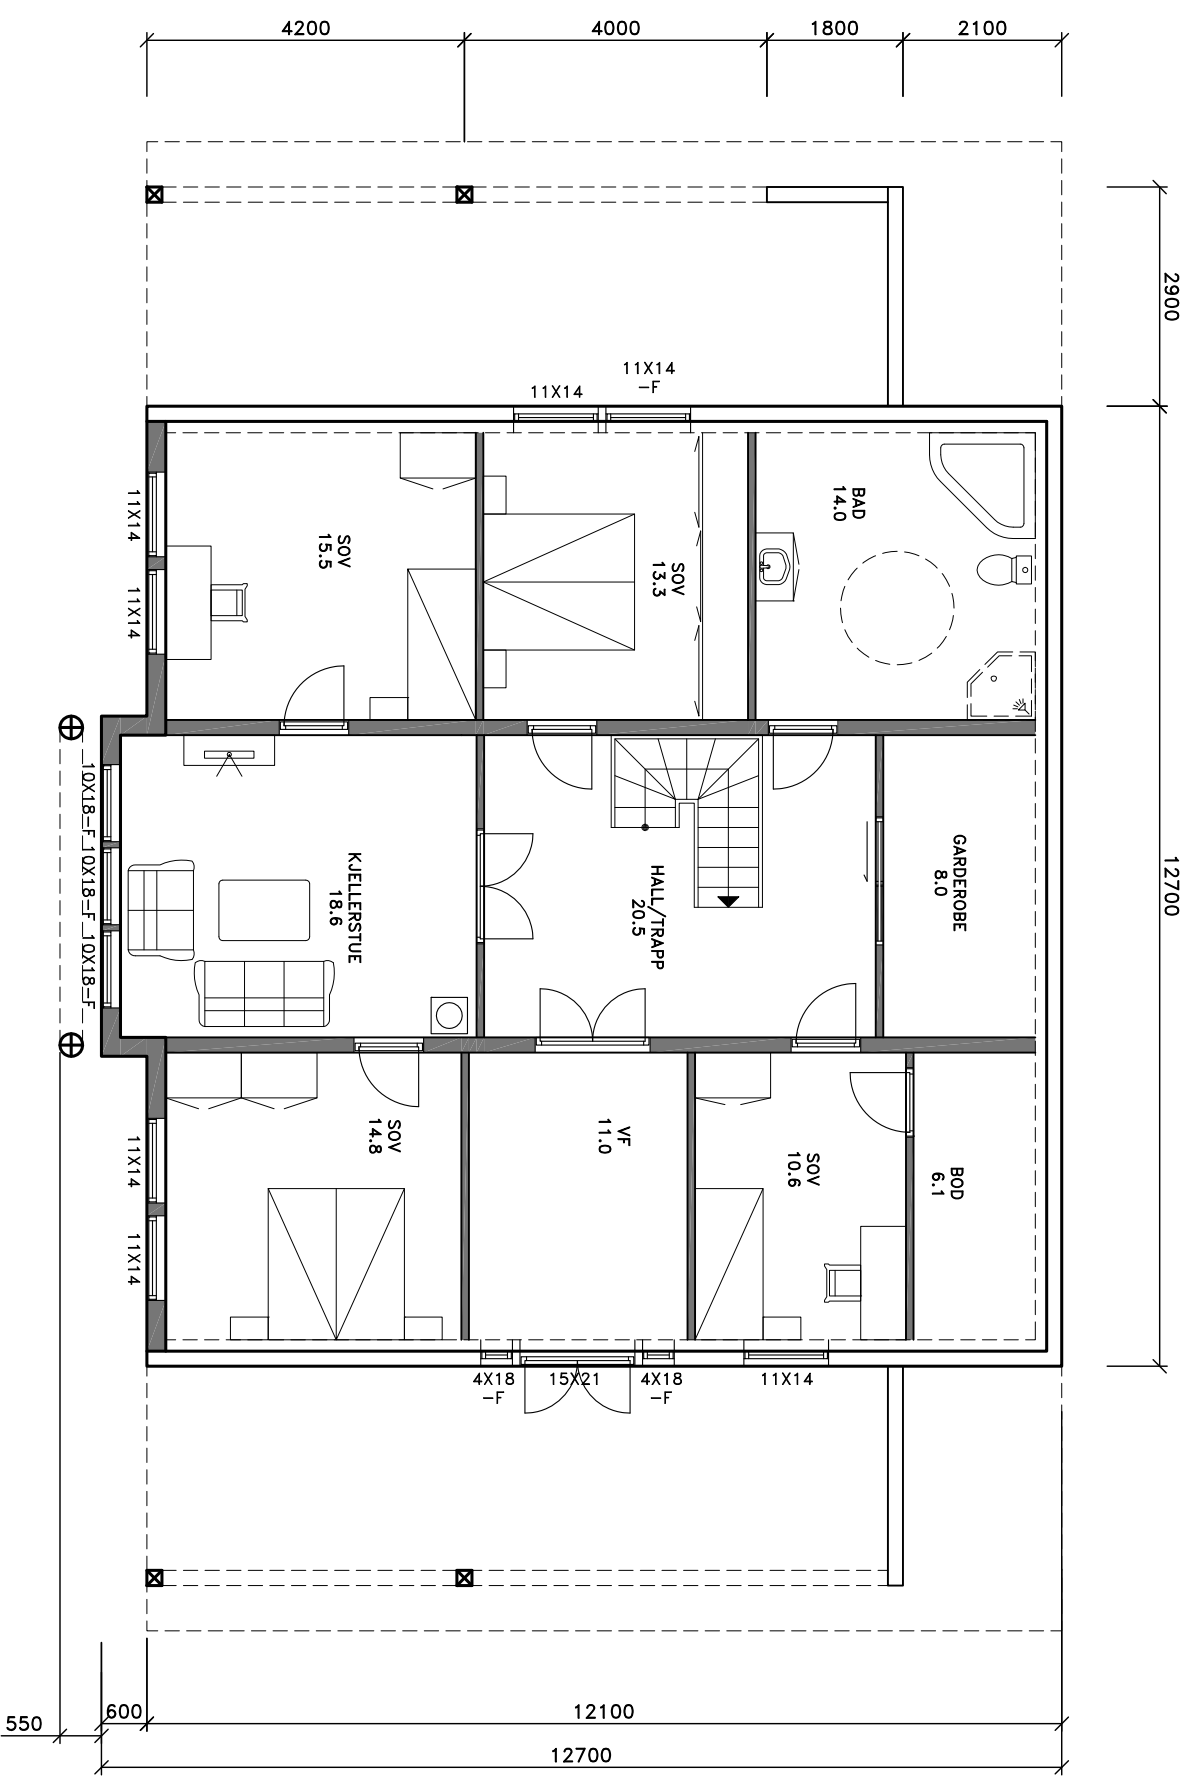 4200
4000
1800
2100
2900
11X14
-F
11X14
11X14
11X14
SOV
15.5
SOV
13.3
BAD
14.0
12700
10X18-F
10X18-F
10X18-F
KJELLERSTUE
18.6
HALL/TRAPP
20.5
GARDEROBE
8.0
SOV
14.8
VF
11.0
SOV
10.6
BOD
6.1
11X14
11X14
4X18
-F
15X21
4X18
-F
11X14
600
12100
550
12700